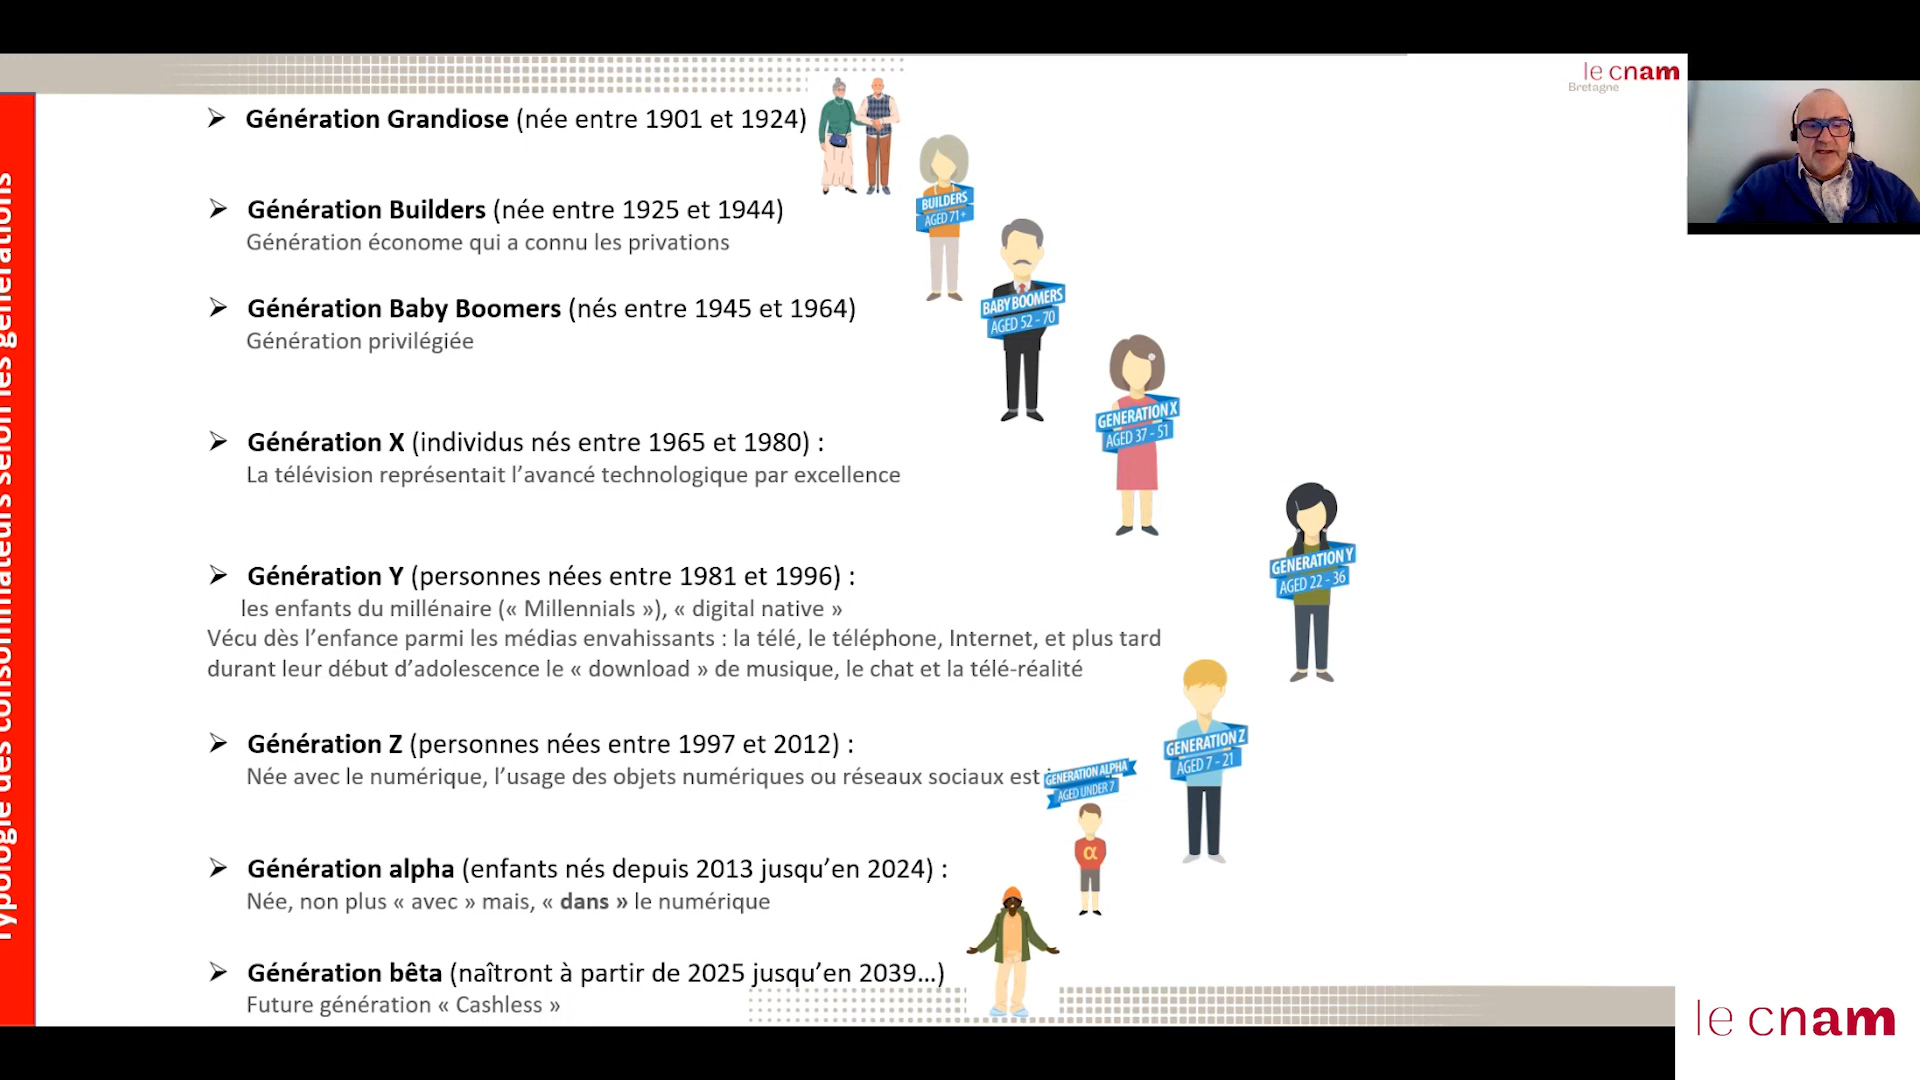 le cnam
Bretagne
Typologie des consommateurs selon les générations
Génération Grandiose (née entre 1901 et 1924)
Génération Builders (née entre 1925 et 1944)
Génération économe qui a connu les privations
BUILDERS
AGED 71+
Génération Baby Boomers (nés entre 1945 et 1964)
Génération privilégiée
BABY BOOMERS
AGED 52 - 70
Génération X (individus nés entre 1965 et 1980) :
La télévision représentait l’avancé technologique par excellence
GENERATION X
AGED 37 - 51
Génération Y (personnes nées entre 1981 et 1996) :
les enfants du millénaire (« Millennials »), « digital native »
Vécu dès l’enfance parmi les médias envahissants : la télé, le téléphone, Internet, et plus tard
durant leur début d’adolescence le « download » de musique, le chat et la télé-réalité
GENERATION Y
AGED 22 - 36
Génération Z (personnes nées entre 1997 et 2012) :
Née avec le numérique, l’usage des objets numériques ou réseaux sociaux est
GENERATION Z
AGED 7 - 21
GENERATION ALPHA
AGED UNDER 7
α
Génération alpha (enfants nés depuis 2013 jusqu’en 2024) :
Née, non plus « avec » mais, « dans » le numérique
Génération bêta (naîtront à partir de 2025 jusqu’en 2039...)
Future génération « Cashless »
le cnam